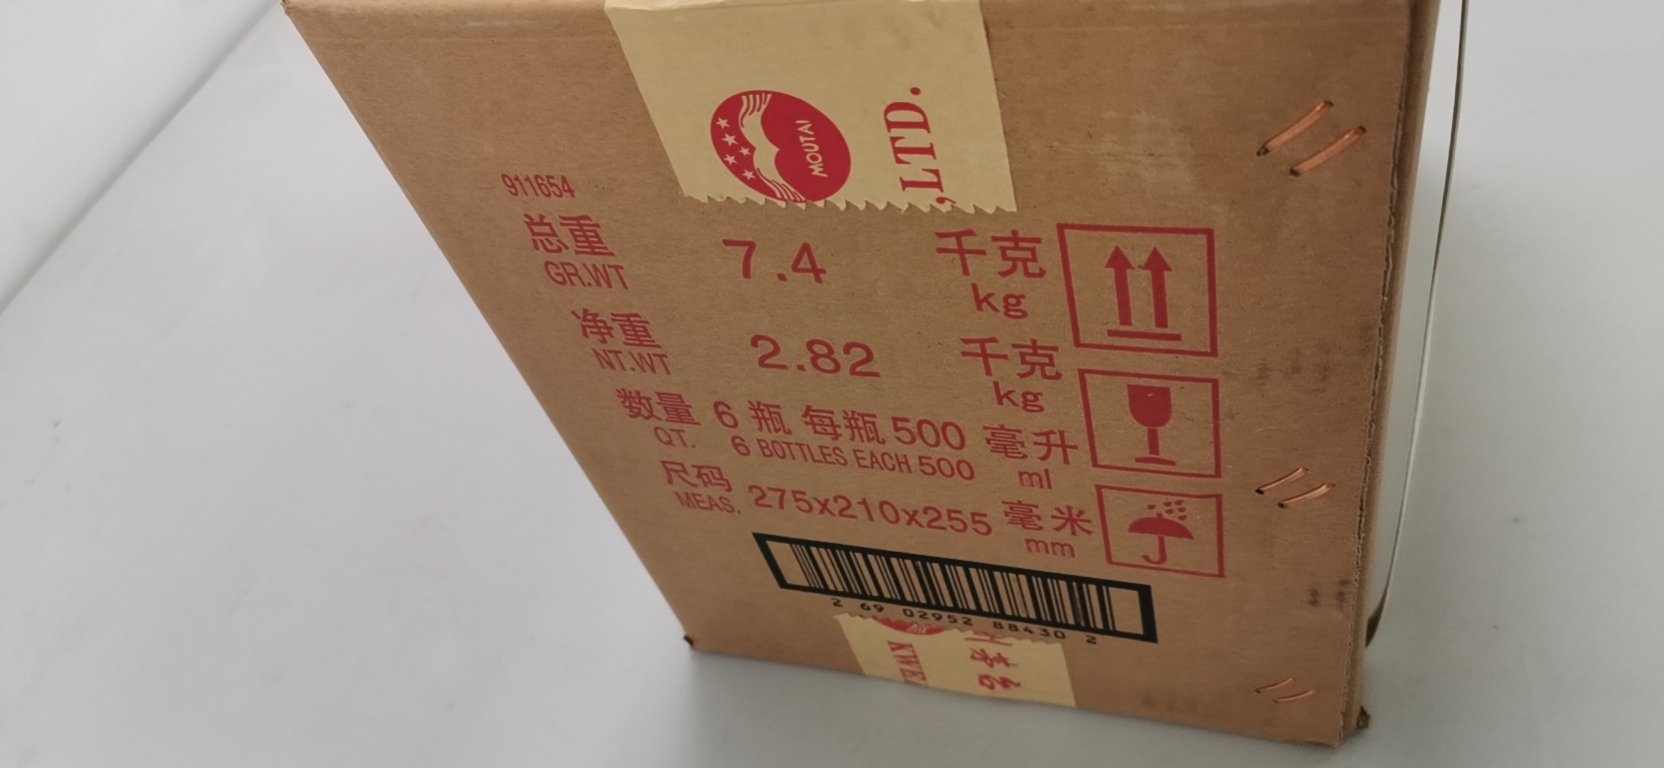 MOUTAI
,LTD.
911654
总重 7.4 千克
GR.WT kg
净重 2.82 千克
NT.WT kg
数量 6 瓶 每瓶 500 毫升
QT. 6 BOTTLES EACH 500 ml
尺码 275x210x255 毫米
MEAS. mm
2 69 02952 88430 2
KWE